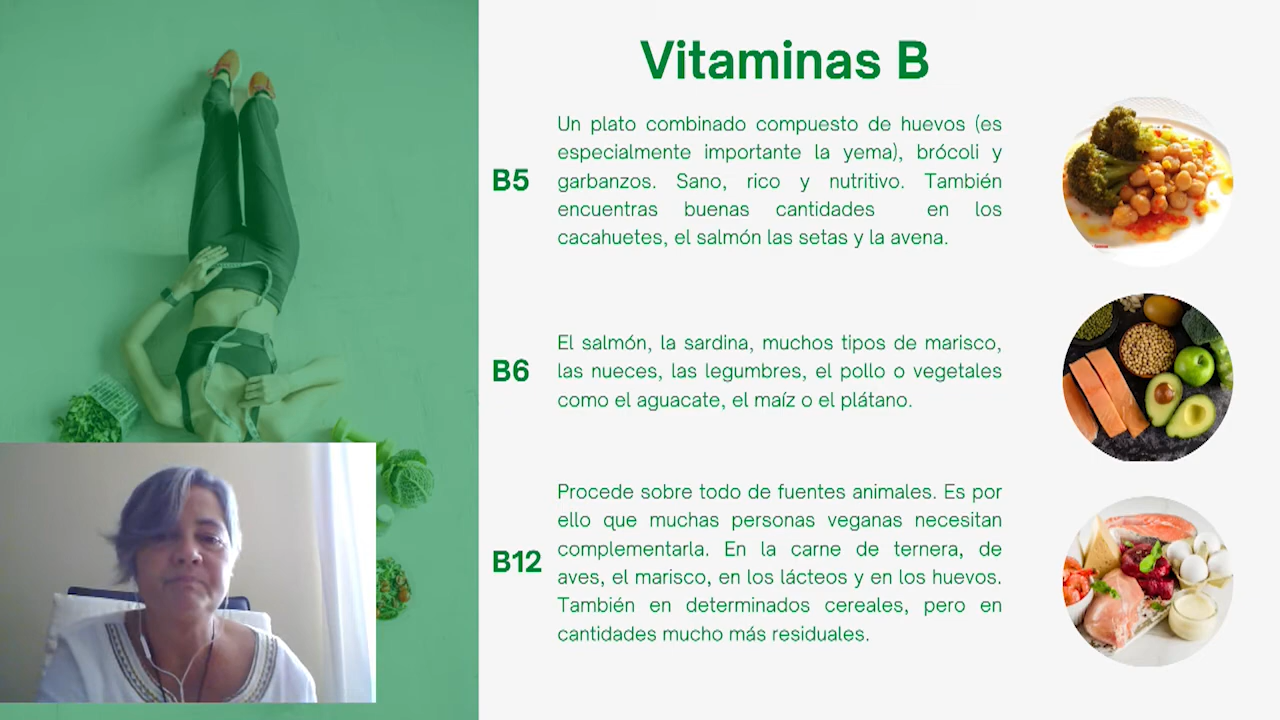 Vitaminas B
B5
Un plato combinado compuesto de huevos (es
especialmente importante la yema), brócoli y
garbanzos. Sano, rico y nutritivo. También
encuentras buenas cantidades en los
cacahuetes, el salmón las setas y la avena.
B6
El salmón, la sardina, muchos tipos de marisco,
las nueces, las legumbres, el pollo o vegetales
como el aguacate, el maíz o el plátano.
B12
Procede sobre todo de fuentes animales. Es por
ello que muchas personas veganas necesitan
complementarla. En la carne de ternera, de
aves, el marisco, en los lácteos y en los huevos.
También en determinados cereales, pero en
cantidades mucho más residuales.